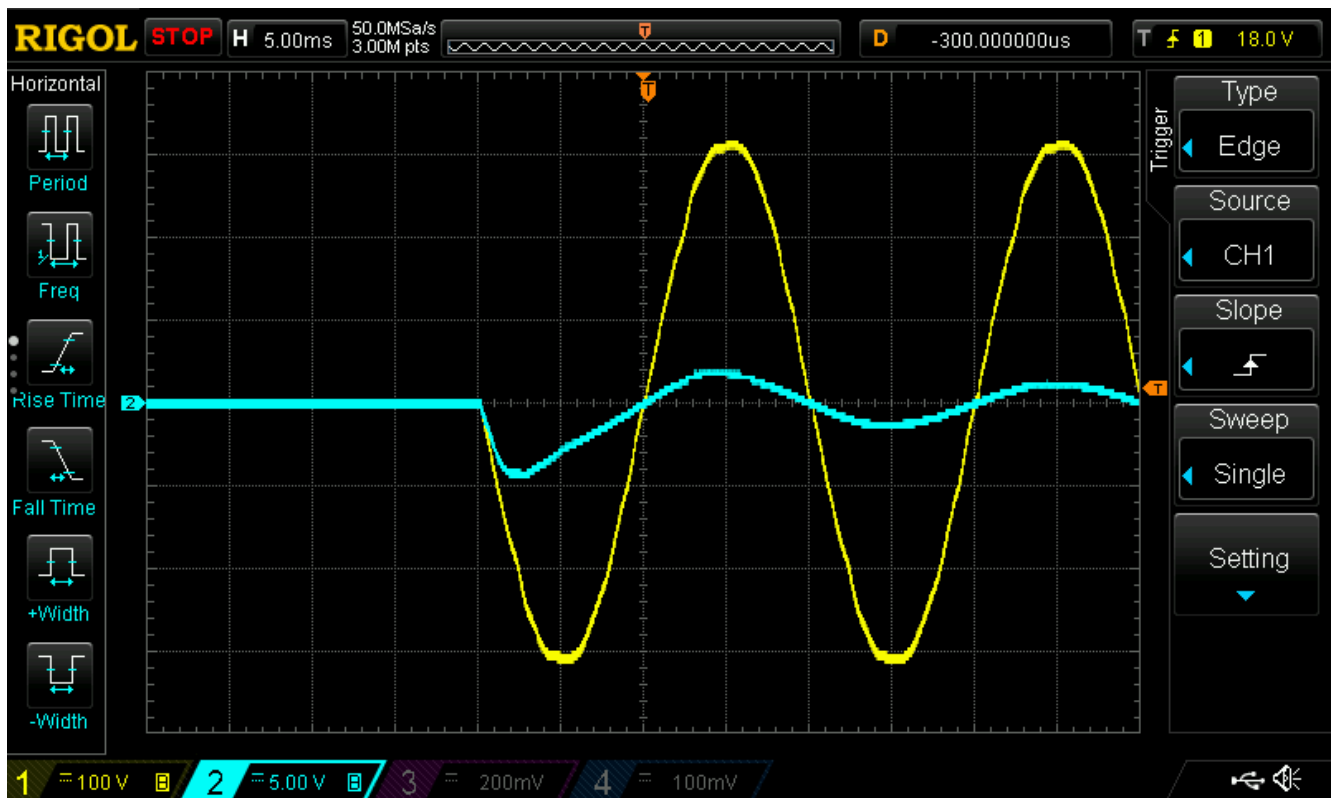 RIGOL STOP H 5.00ms 50.0MSa/s 3.00M pts T D -300.000000us T 1 18.0 V
Horizontal
Period
Freq
Rise Time
Fall Time
+Width
-Width
T
2
T
Trigger
Type
Edge
Source
CH1
Slope
Sweep
Single
Setting
1 100 V B 2 5.00 V B 3 200mV 4 100mV